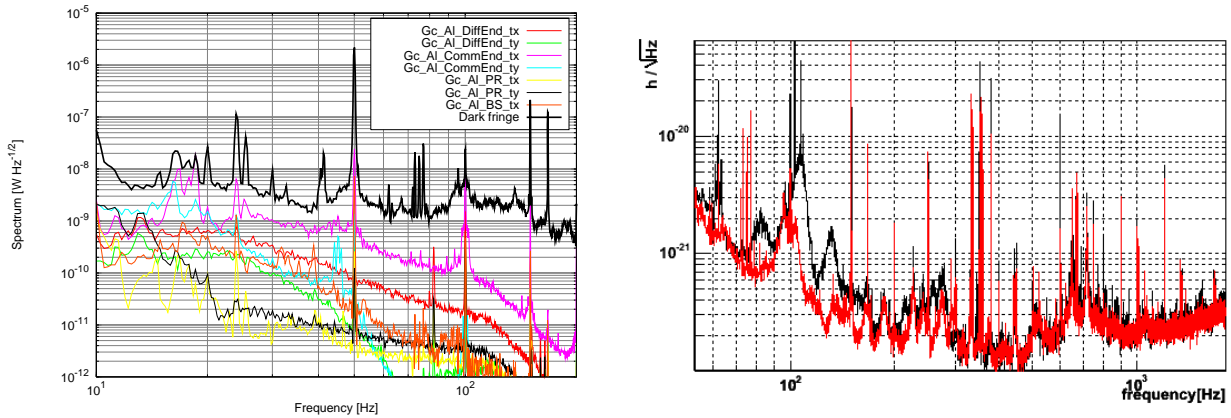 10^-5
10^-6
10^-7
10^-8
10^-9
10^-10
10^-11
10^-12
Spectrum [W Hz^-1/2]
Gc_Al_DiffEnd_tx
Gc_Al_DiffEnd_ty
Gc_Al_CommEnd_tx
Gc_Al_CommEnd_ty
Gc_Al_PR_tx
Gc_Al_PR_ty
Gc_Al_BS_tx
Dark fringe
10^1
10^2
Frequency [Hz]
h / √Hz
10^-20
10^-21
10^2
10^3
frequency[Hz]